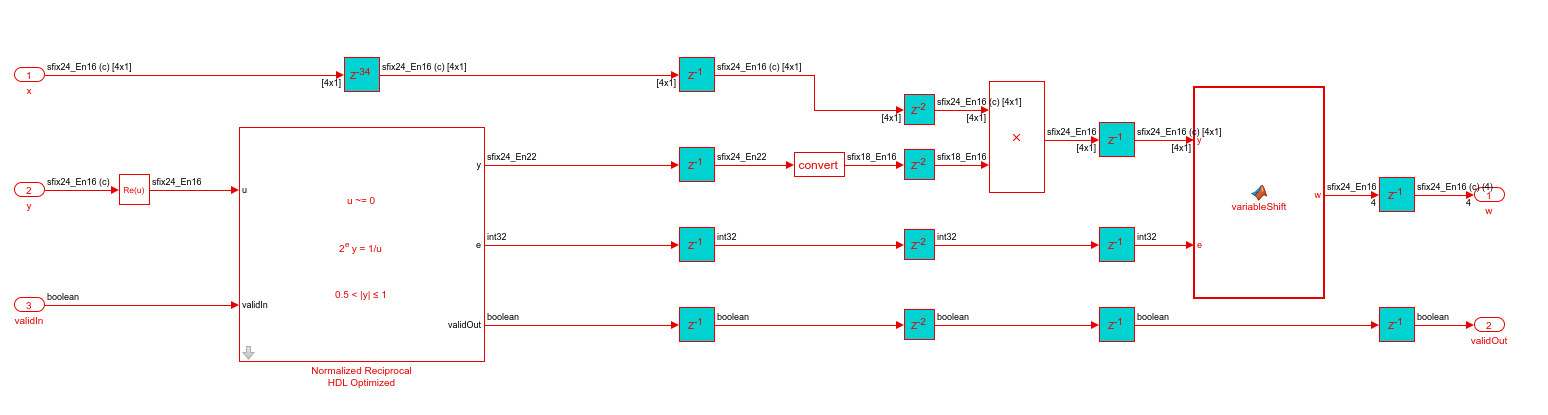 1
x
sfix24_En16 (c) [4x1]
[4x1]
z-34
sfix24_En16 (c) [4x1]
[4x1]
z-1
sfix24_En16 (c) [4x1]
[4x1]
z-2
sfix24_En16 (c) [4x1]
[4x1]
2
y
sfix24_En16 (c)
Re(u)
sfix24_En16
u
validIn
u ~= 0
2e y = 1/u
0.5 < |y| ≤ 1
y
e
validOut
Normalized Reciprocal
HDL Optimized
sfix24_En22
z-1
sfix24_En22
convert
sfix18_En16
z-2
sfix18_En16
×
sfix24_En16
[4x1]
z-1
sfix24_En16 (c) [4x1]
[4x1]
y
e
variableShift
w
sfix24_En16
4
z-1
sfix24_En16 (c) (4)
4
1
w
int32
z-1
int32
z-2
int32
z-1
int32
3
validIn
boolean
boolean
z-1
boolean
z-2
boolean
z-1
boolean
z-1
boolean
2
validOut